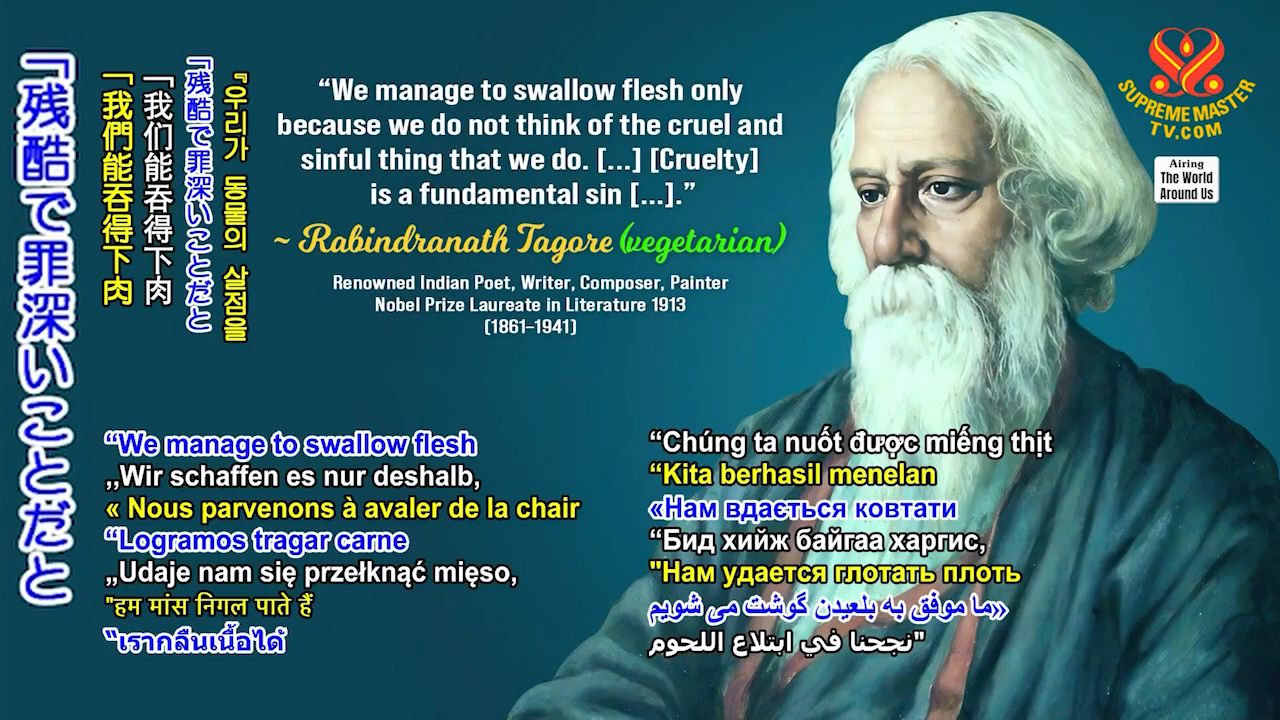 『残酷で罪深いことだと
「我們能吞得下肉
「我们能吞得下肉
『残酷で罪深いことだと
『우리가 동물의 살점을
“We manage to swallow flesh only
because we do not think of the cruel and
sinful thing that we do. [...] [Cruelty]
is a fundamental sin [...].”
~ Rabindranath Tagore (vegetarian)
Renowned Indian Poet, Writer, Composer, Painter
Nobel Prize Laureate in Literature 1913
(1861–1941)
SUPREME MASTER
TV.COM
Airing
The World
Around Us
“We manage to swallow flesh
,,Wir schaffen es nur deshalb,
« Nous parvenons à avaler de la chair
“Logramos tragar carne
„Udaje nam się przełknąć mięso,
"हम मांस निगल पाते हैं
“เรากลืนเนื้อได้
“Chúng ta nuốt được miếng thịt
“Kita berhasil menelan
«Нам вдається ковтати
“Бид хийж байгаа харгис,
"Нам удается глотать плоть
«ما موفق به بلعیدن گوشت می شویم
"نجحنا في ابتلاع اللحوم